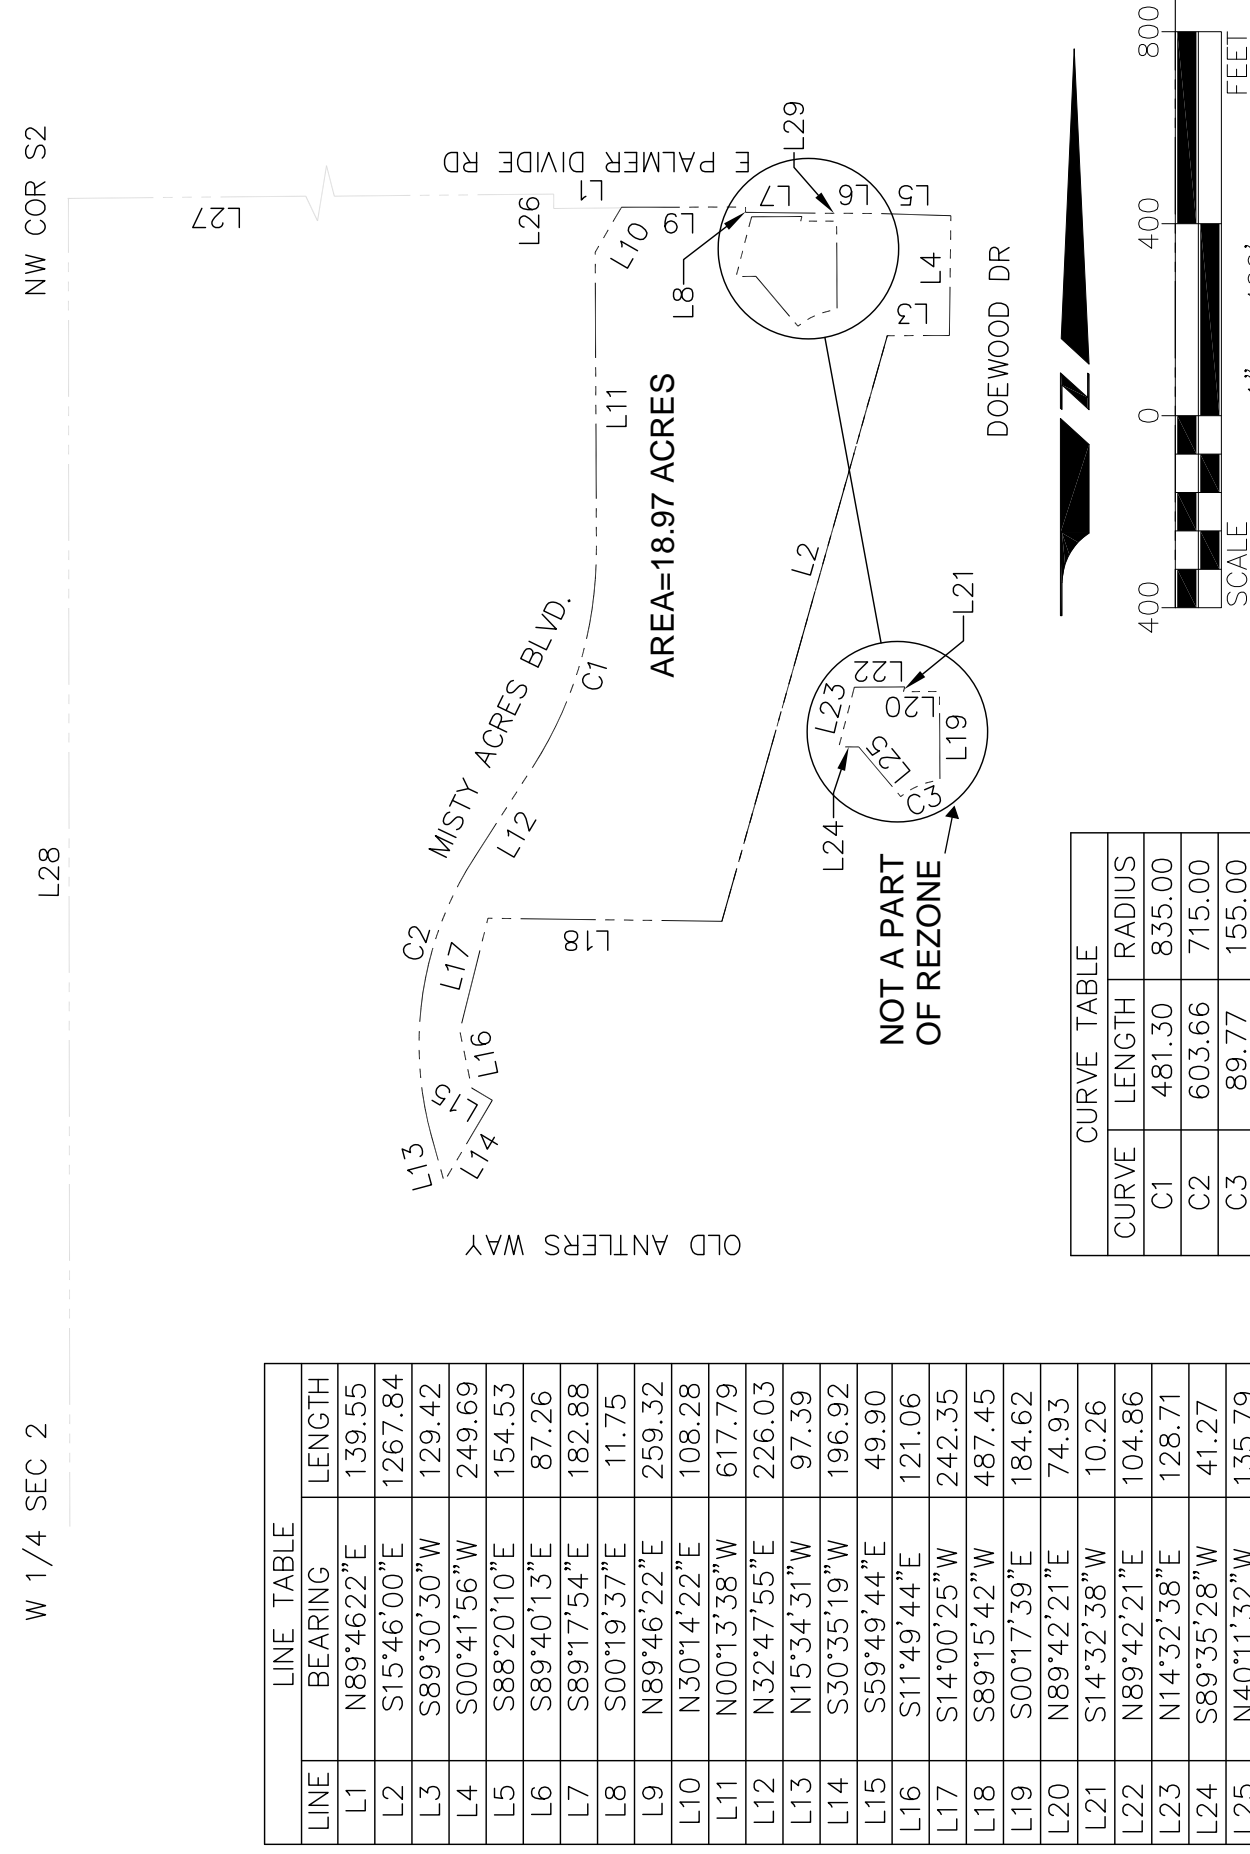 W 1/4 SEC 2
L28
NW COR S2
L27
L26
L1
E PALMER DIVIDE RD
L10
L9
L8
L7
L29
L6
L5
L4
L3
DOEWOOD DR
L11
AREA=18.97 ACRES
L2
MISTY ACRES BLVD.
C1
L12
C2
L17
L18
L16
L15
L14
L13
OLD ANTLERS WAY
L23
L22
L21
L20
L19
L25
C3
L24
NOT A PART
OF REZONE
N
400 0 400 800
SCALE FEET
LINE TABLE
LINE BEARING LENGTH
L1 N89°4622"E 139.55
L2 S15°46'00"E 1267.84
L3 S89°30'30"W 129.42
L4 S00°41'56"W 249.69
L5 S88°20'10"E 154.53
L6 S89°40'13"E 87.26
L7 S89°17'54"E 182.88
L8 S00°19'37"E 11.75
L9 N89°46'22"E 259.32
L10 N30°14'22"E 108.28
L11 N00°13'38"W 617.79
L12 N32°47'55"E 226.03
L13 N15°34'31"W 97.39
L14 S30°35'19"W 196.92
L15 S59°49'44"E 49.90
L16 S11°49'44"E 121.06
L17 S14°00'25"W 242.35
L18 S89°15'42"W 487.45
L19 S00°17'39"E 184.62
L20 N89°42'21"E 74.93
L21 S14°32'38"W 10.26
L22 N89°42'21"E 104.86
L23 N14°32'38"E 128.71
L24 S89°35'28"W 41.27
L25 N40°11'32"W 135.79
CURVE TABLE
CURVE LENGTH RADIUS
C1 481.30 835.00
C2 603.66 715.00
C3 89.77 155.00